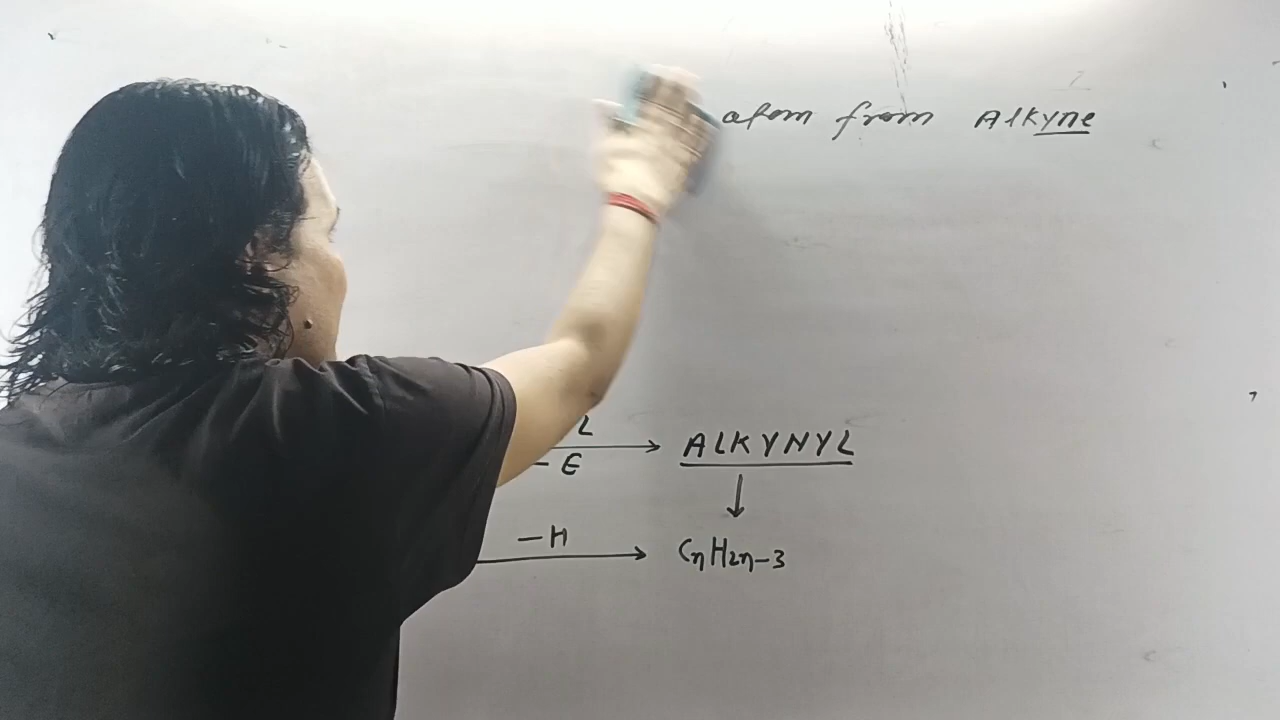 atom from Alkyne
L
- E → ALKYNYL
↓
-H → CnH2n-3